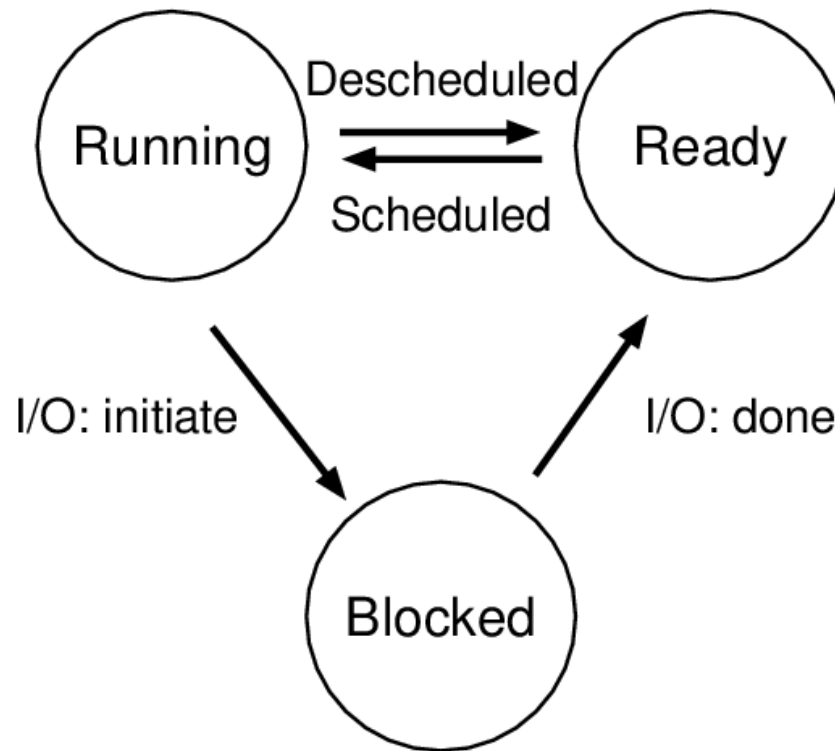 Descheduled
Running
Ready
Scheduled
I/O: initiate
I/O: done
Blocked